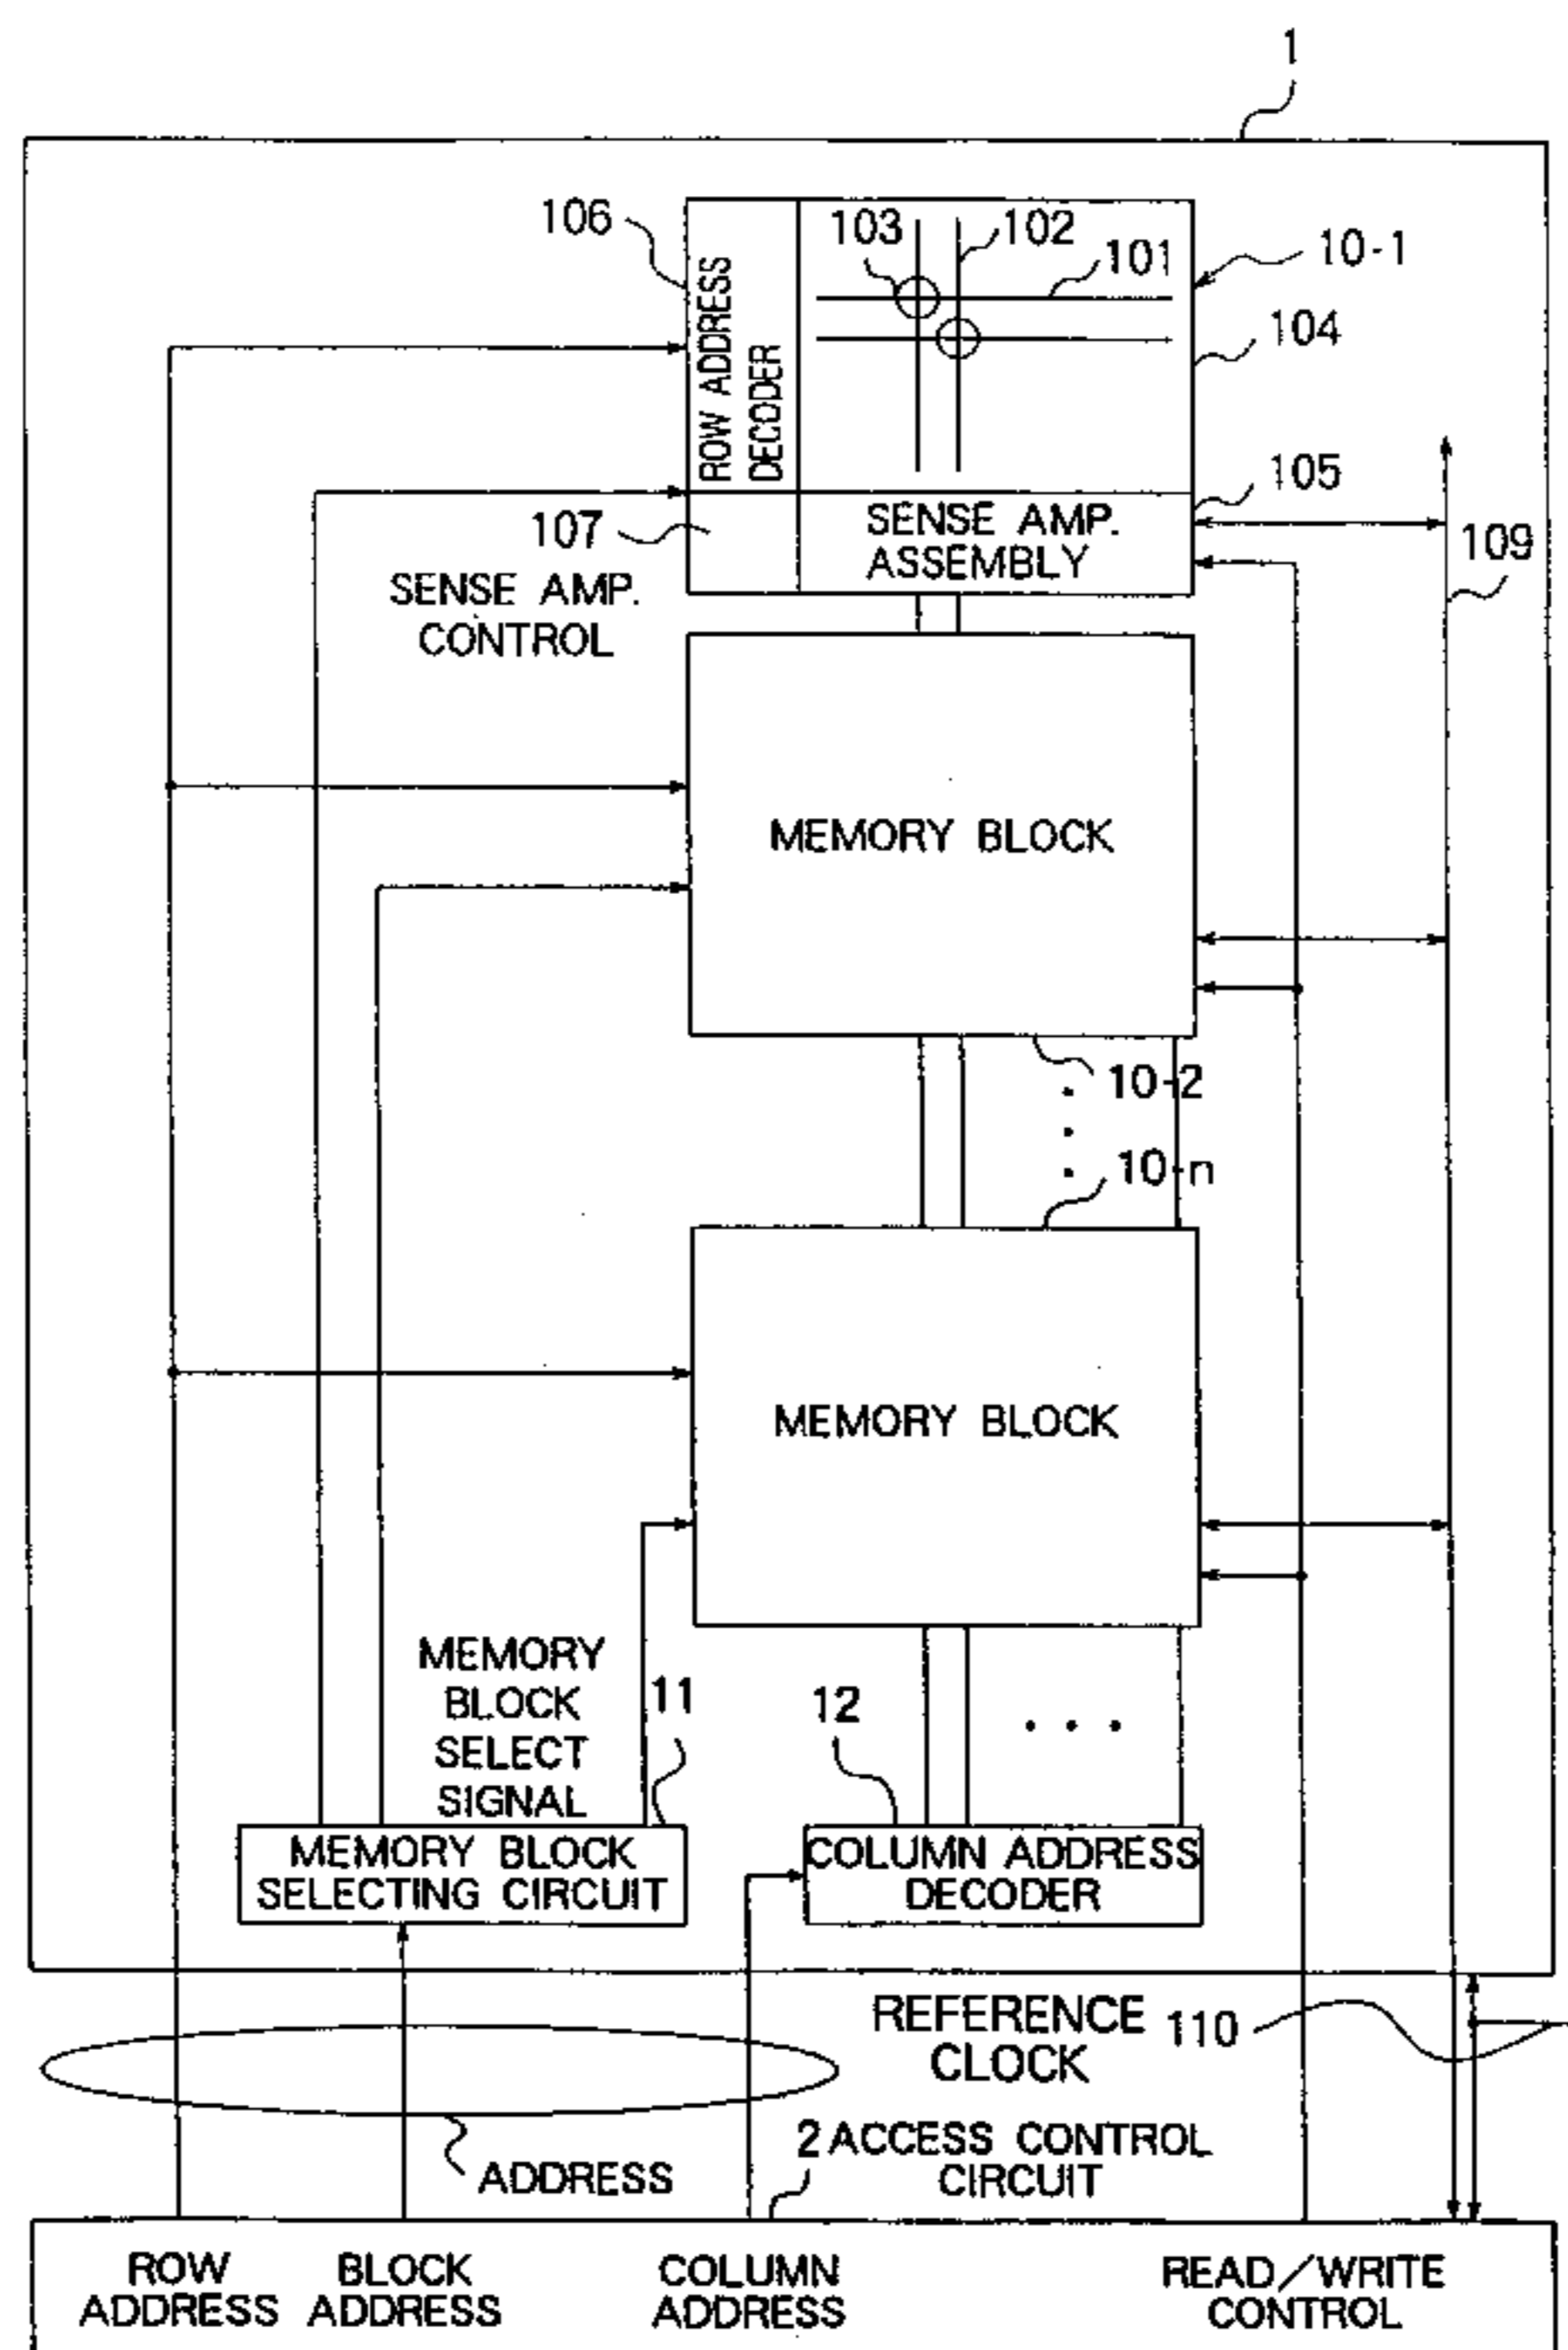 1
106
103
102
101
10-1
104
ROW ADDRESS
DECODER
105
107
SENSE AMP.
ASSEMBLY
109
SENSE AMP.
CONTROL
MEMORY BLOCK
10-2
10-n
MEMORY BLOCK
MEMORY
BLOCK
SELECT
SIGNAL
11
12
MEMORY BLOCK
SELECTING CIRCUIT
COLUMN ADDRESS
DECODER
REFERENCE
CLOCK
110
ADDRESS
2 ACCESS CONTROL
CIRCUIT
ROW
ADDRESS
BLOCK
ADDRESS
COLUMN
ADDRESS
READ/WRITE
CONTROL